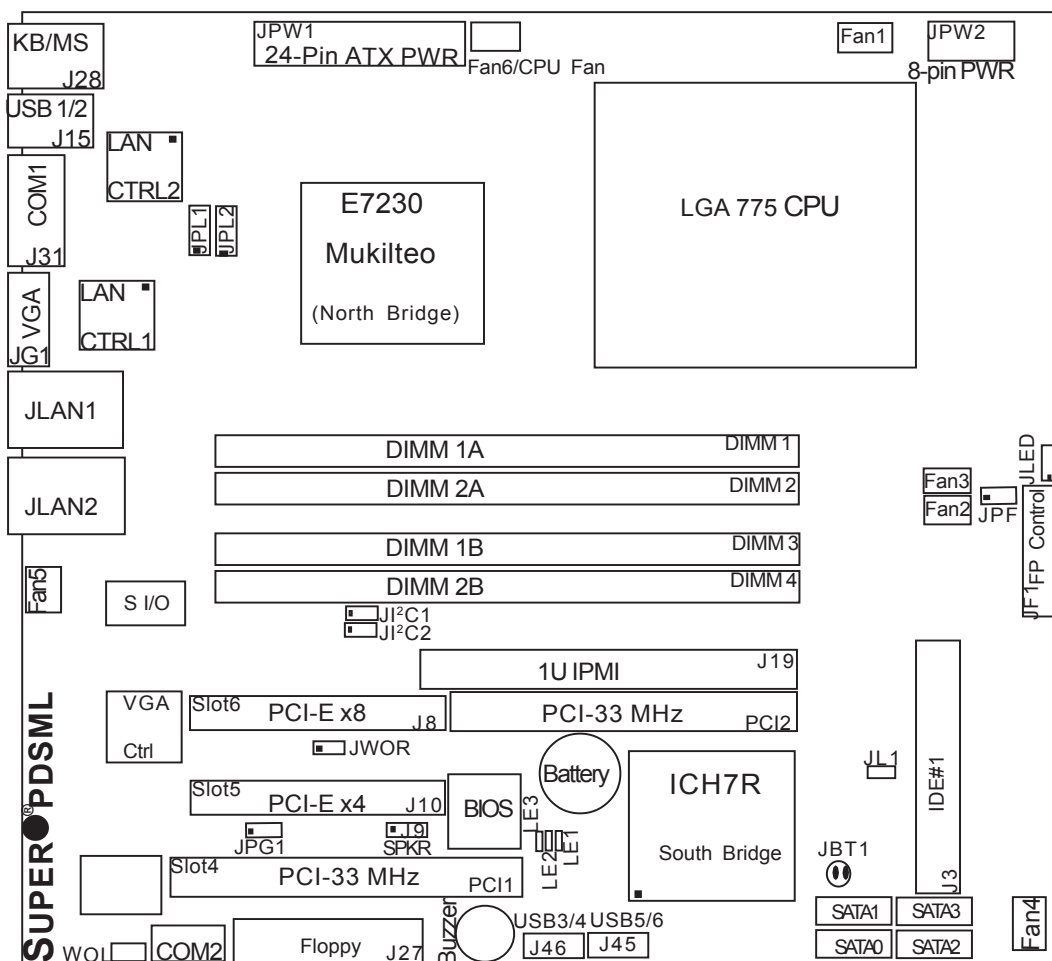 KB/MS
J28
JPW1
24-Pin ATX PWR
Fan6/CPU Fan
Fan1
JPW2
8-pin PWR
USB 1/2
J15
LAN
CTRL2
COM1
J31
JPL1
JPL2
E7230
Mukilteo
(North Bridge)
LGA 775 CPU
LAN
CTRL1
VGA
JG1
JLAN1
JLAN2
DIMM 1A
DIMM 1
DIMM 2A
DIMM 2
DIMM 1B
DIMM 3
DIMM 2B
DIMM 4
Fan3
Fan2
JPF
JLED
FP Control
JF1
Fan5
S I/O
JI²C1
JI²C2
1U IPMI
J19
VGA
Ctrl
Slot6
PCI-E x8
J8
PCI-33 MHz
PCI2
JWOR
Battery
ICH7R
South Bridge
JL1
IDE#1
J3
Slot5
PCI-E x4
J10
BIOS
JPG1
J9
SPKR
LE3
LE2
LE1
JBT1
Slot4
PCI-33 MHz
PCI1
SUPER®PDSML
WOL
COM2
Floppy
J27
Buzzer
USB3/4
J46
USB5/6
J45
SATA1
SATA3
SATA0
SATA2
Fan4